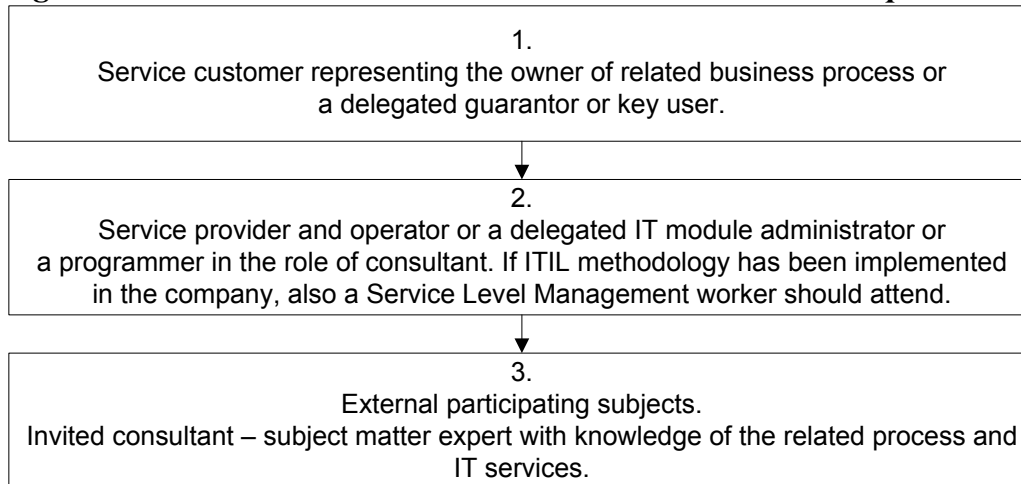 1.
Service customer representing the owner of related business process or
a delegated guarantor or key user.
2.
Service provider and operator or a delegated IT module administrator or
a programmer in the role of consultant. If ITIL methodology has been implemented
in the company, also a Service Level Management worker should attend.
3.
External participating subjects.
Invited consultant – subject matter expert with knowledge of the related process and
IT services.